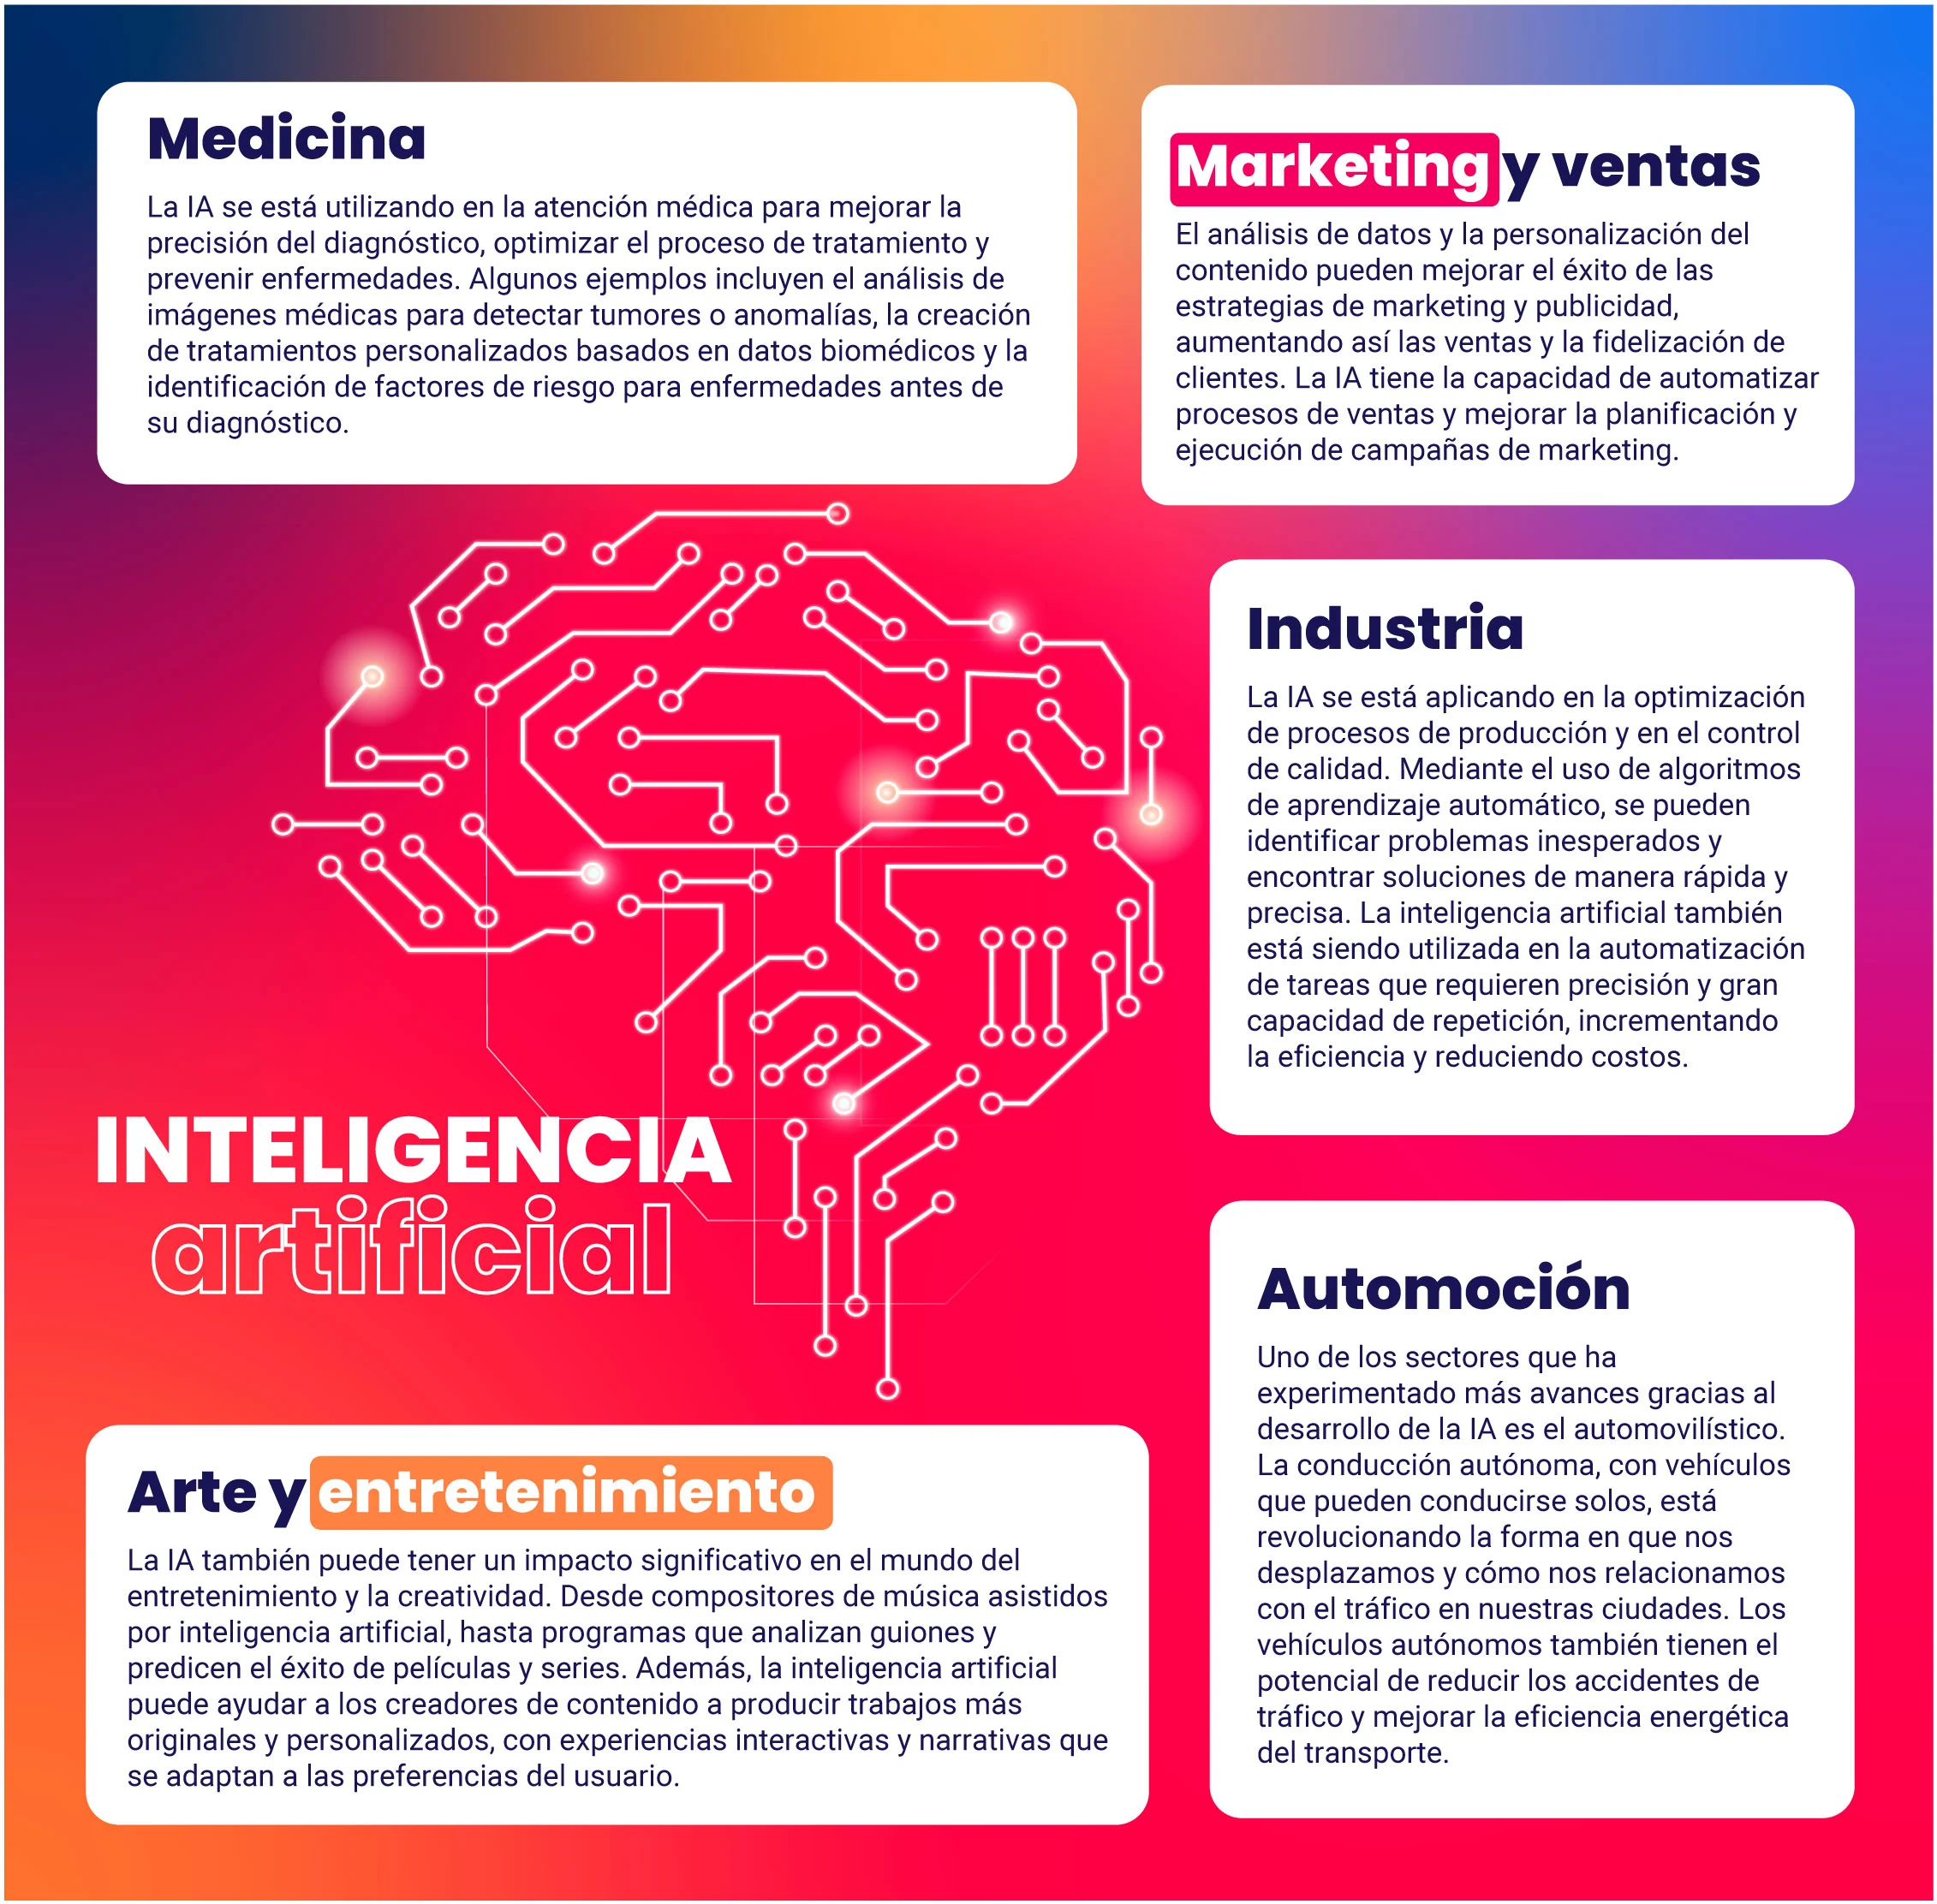 Medicina
La IA se está utilizando en la atención médica para mejorar la
precisión del diagnóstico, optimizar el proceso de tratamiento y
prevenir enfermedades. Algunos ejemplos incluyen el análisis de
imágenes médicas para detectar tumores o anomalías, la creación
de tratamientos personalizados basados en datos biomédicos y la
identificación de factores de riesgo para enfermedades antes de
su diagnóstico.
Marketing y ventas
El análisis de datos y la personalización del
contenido pueden mejorar el éxito de las
estrategias de marketing y publicidad,
aumentando así las ventas y la fidelización de
clientes. La IA tiene la capacidad de automatizar
procesos de ventas y mejorar la planificación y
ejecución de campañas de marketing.
Industria
La IA se está aplicando en la optimización
de procesos de producción y en el control
de calidad. Mediante el uso de algoritmos
de aprendizaje automático, se pueden
identificar problemas inesperados y
encontrar soluciones de manera rápida y
precisa. La inteligencia artificial también
está siendo utilizada en la automatización
de tareas que requieren precisión y gran
capacidad de repetición, incrementando
la eficiencia y reduciendo costos.
INTELIGENCIA
artificial
Automoción
Uno de los sectores que ha
experimentado más avances gracias al
desarrollo de la IA es el automovilístico.
La conducción autónoma, con vehículos
que pueden conducirse solos, está
revolucionando la forma en que nos
desplazamos y cómo nos relacionamos
con el tráfico en nuestras ciudades. Los
vehículos autónomos también tienen el
potencial de reducir los accidentes de
tráfico y mejorar la eficiencia energética
del transporte.
Arte y entretenimiento
La IA también puede tener un impacto significativo en el mundo del
entretenimiento y la creatividad. Desde compositores de música asistidos
por inteligencia artificial, hasta programas que analizan guiones y
predicen el éxito de películas y series. Además, la inteligencia artificial
puede ayudar a los creadores de contenido a producir trabajos más
originales y personalizados, con experiencias interactivas y narrativas que
se adaptan a las preferencias del usuario.